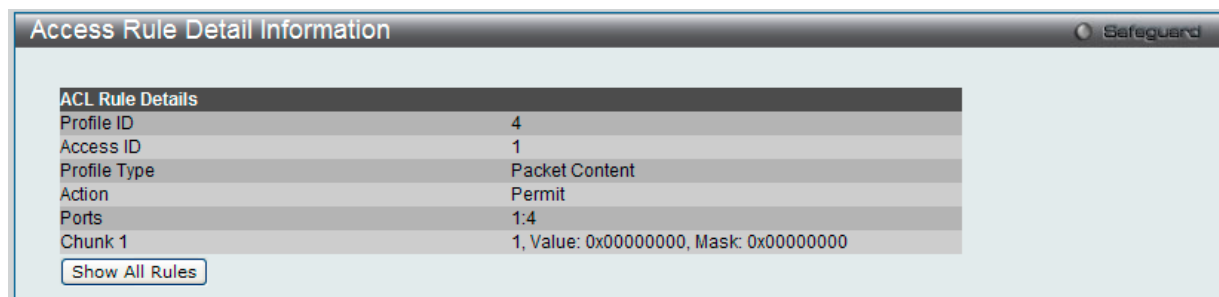 Access Rule Detail Information
Safeguard
ACL Rule Details
Profile ID 4
Access ID 1
Profile Type Packet Content
Action Permit
Ports 1:4
Chunk 1 1, Value: 0x00000000, Mask: 0x00000000
Show All Rules